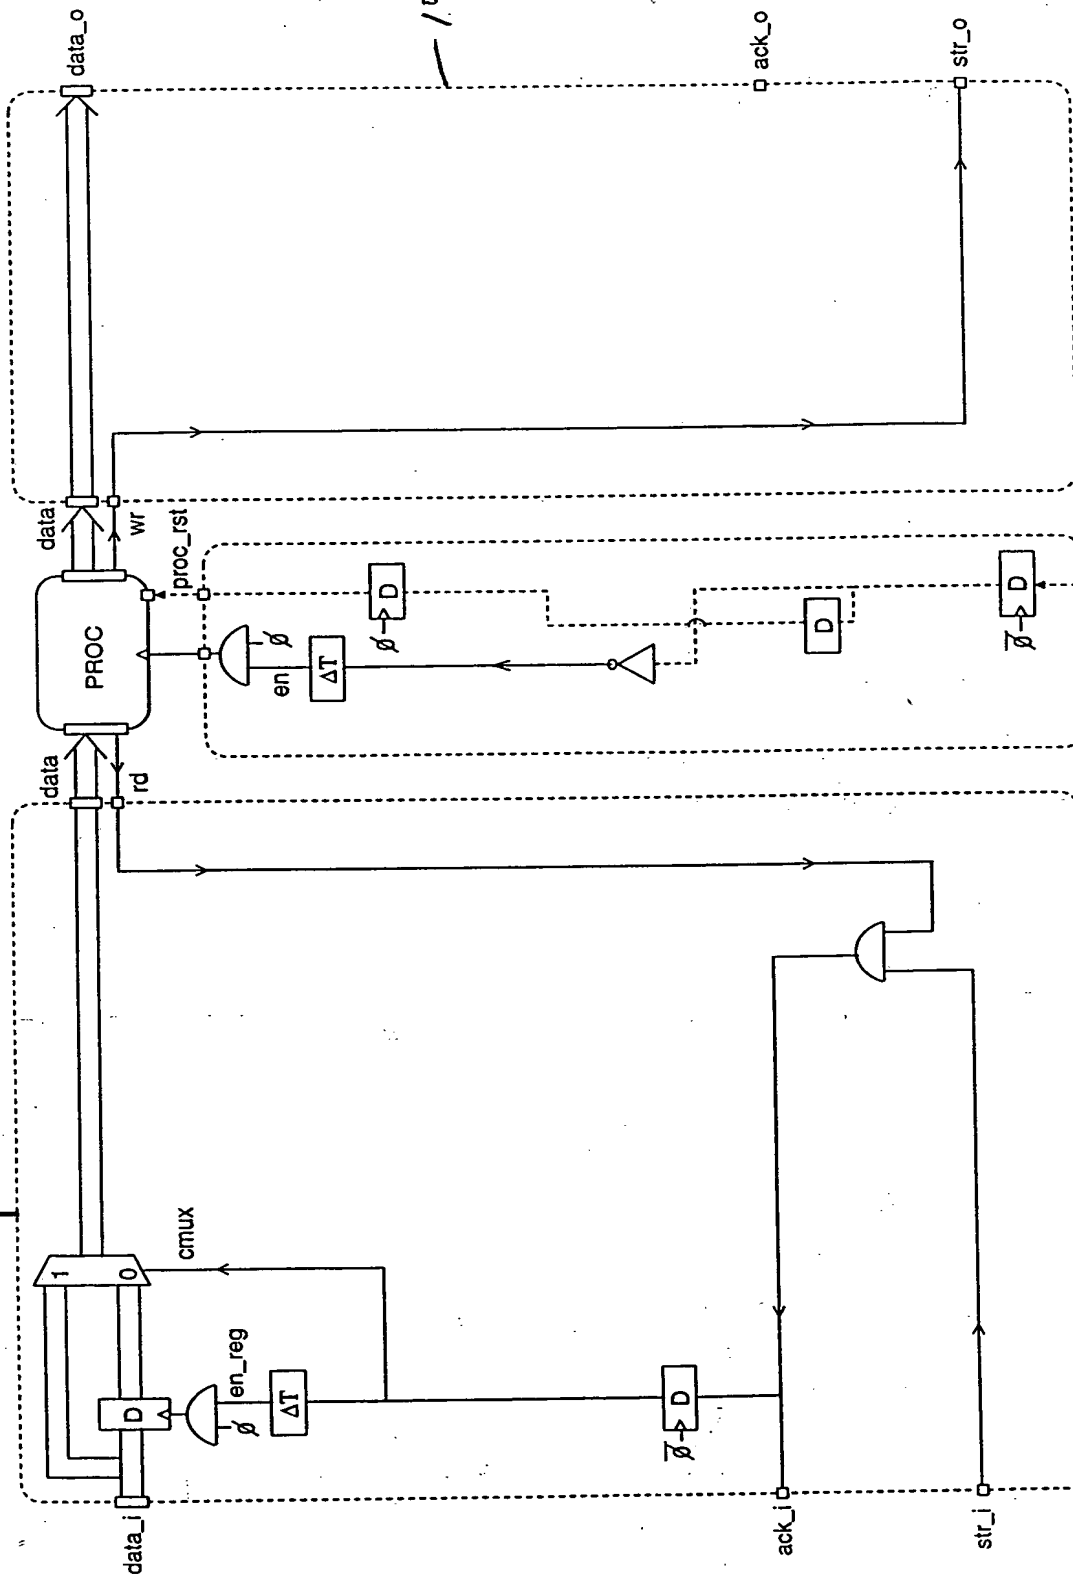 data_o
ack_o
str_o
data
wr
proc_rst
PROC
D
ø
ø
en
ΔT
D
D
ø
data
rd
1
0
cmux
D
en_reg
ø
ΔT
D
ø
data_i
ack_i
str_i